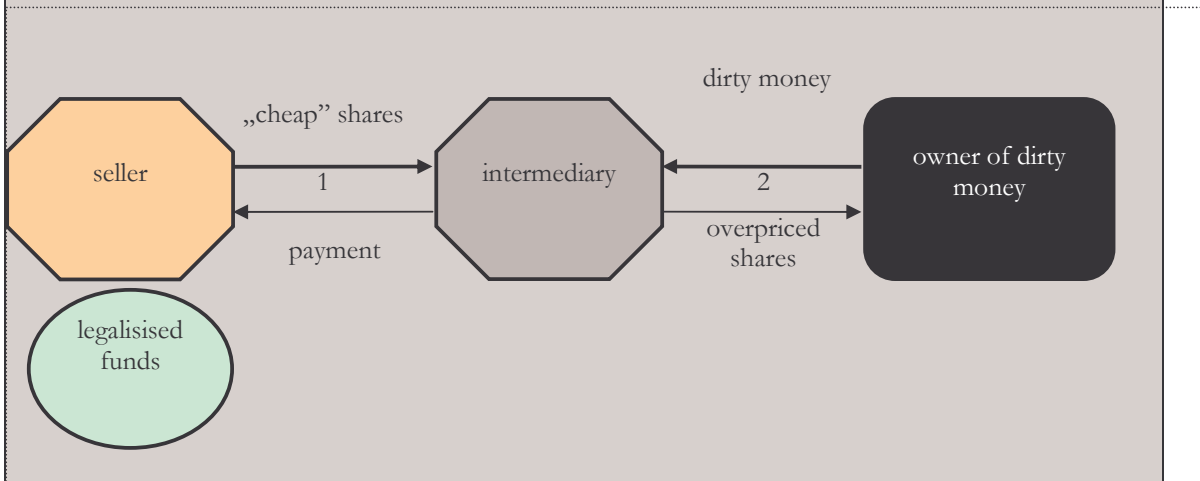 dirty money
„cheap” shares
owner of dirty
money
seller
intermediary
1
2
payment
overpriced
shares
legalisised
funds